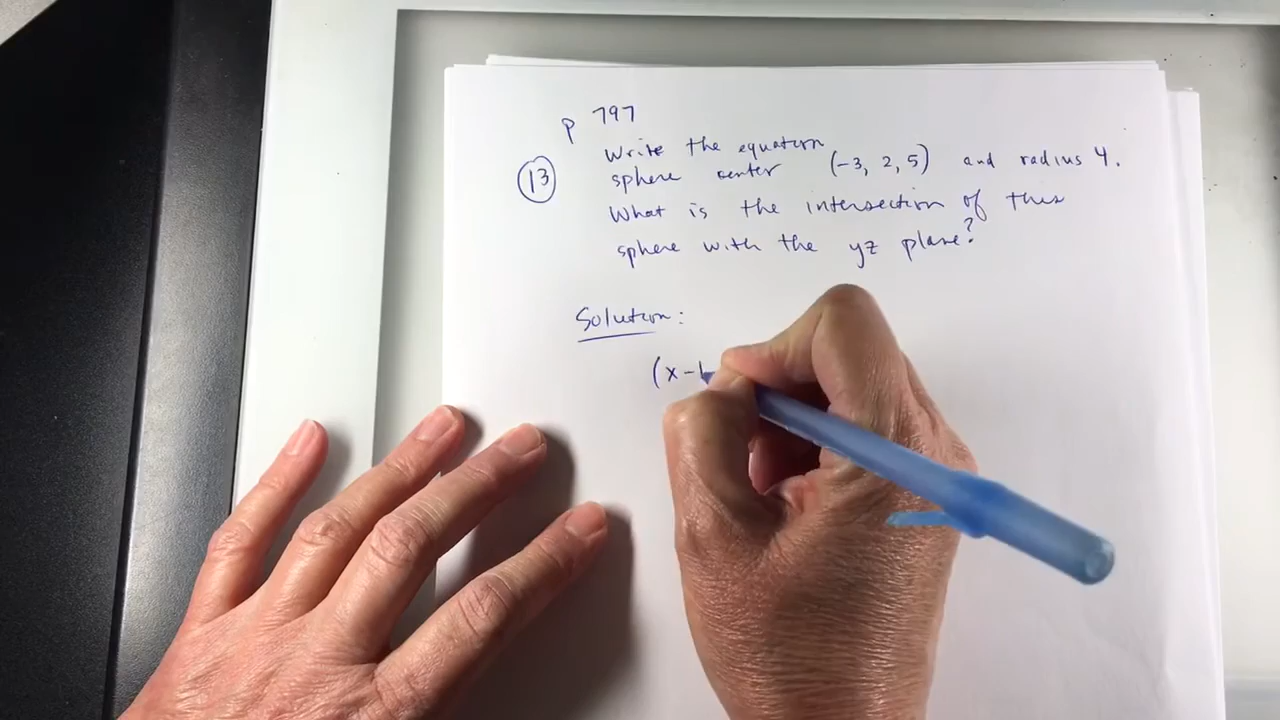 p 797
(13) Write the equation
sphere center (-3, 2, 5) and radius 4.
What is the intersection of this
sphere with the yz plane?
Solution:
(x-